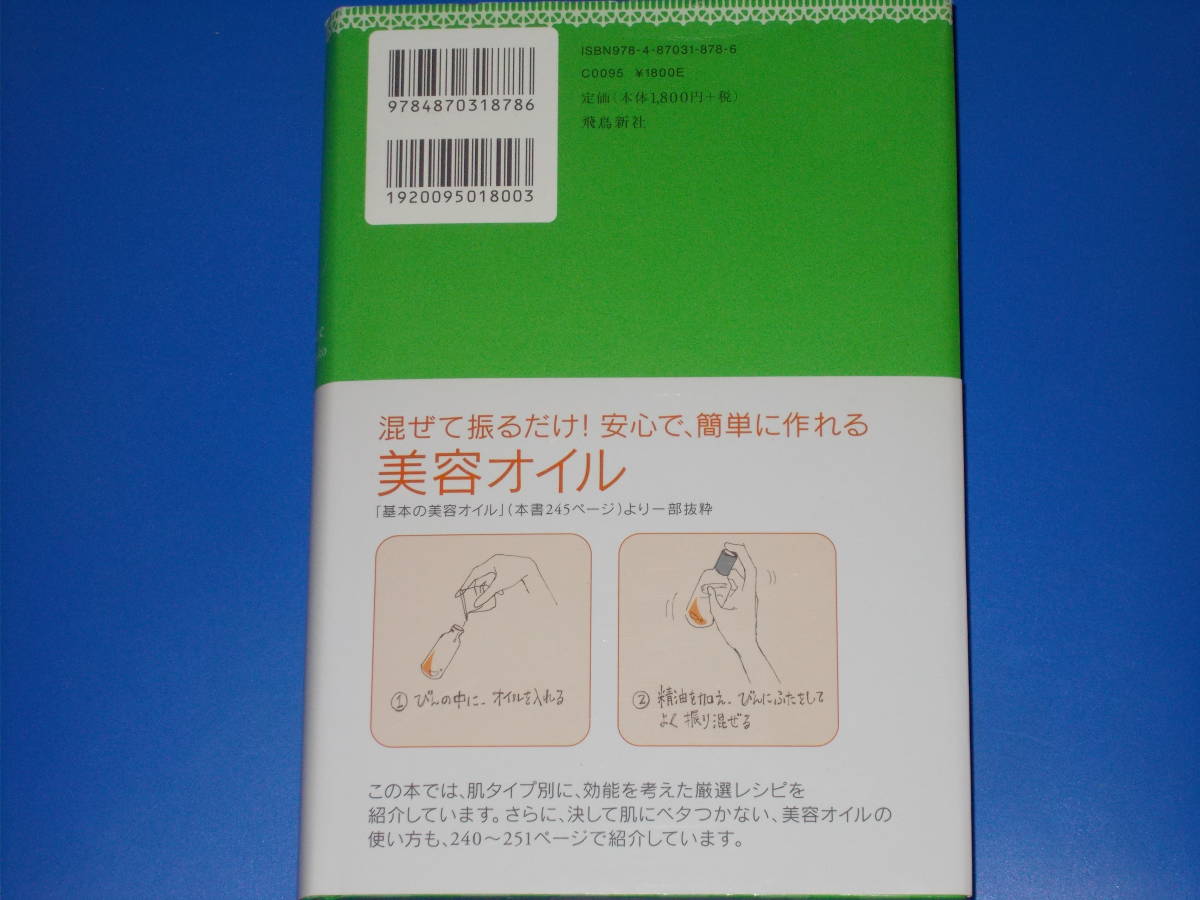 ISBN978-4-87031-878-6
C0095 ¥1800E
定価(本体1,800円+税)
飛鳥新社
9784870318786
1920095018003
混ぜて振るだけ!安心で、簡単に作れる
美容オイル
「基本の美容オイル」(本書245ページ)より一部抜粋
①びんの中に、オイルを入れる
②精油を加え、びんにふたをして
よく振り混ぜる
この本では、肌タイプ別に、効能を考えた厳選レシピを
紹介しています。さらに、決して肌にベタつかない、美容オイルの
使い方も、240〜251ページで紹介しています。